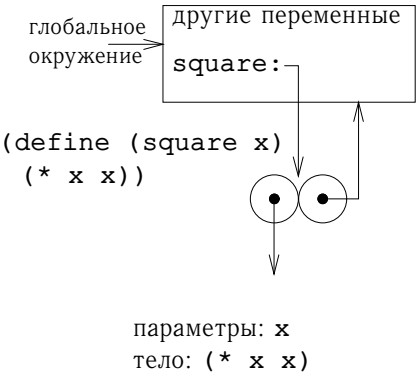 другие переменные
глобальное
окружение
square:
(define (square x)
(* x x))
параметры: x
тело: (* x x)